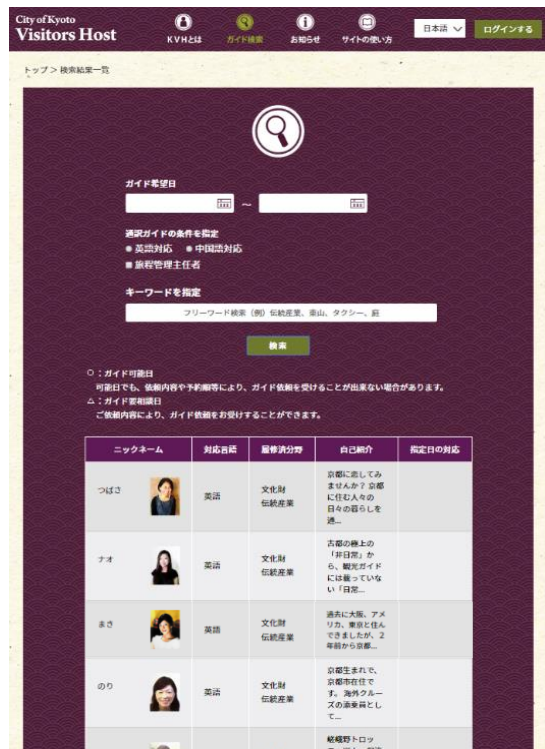 City of Kyoto
Visitors Host
KVHとは
ガイド検索
お知らせ
サイトの使い方
日本語
ログインする
トップ > 検索結果一覧
ガイド希望日
～
通訳ガイドの条件を指定
英語対応 中国語対応
旅程管理主任者
キーワードを指定
フリーワード検索（例）伝統産業、東山、タクシー、庭
検索
○：ガイド可能日
可能日でも、依頼内容や予約順等により、ガイド依頼を受けることが出来ない場合があります。
△：ガイド要相談日
ご依頼内容により、ガイド依頼をお受けすることができます。
ニックネーム 対応言語 履修済分野 自己紹介 指定日の対応
つばさ
英語
文化財
伝統産業
京都に恋してみ
ませんか？京都
に住む人々の
日々の暮らしを
通...
ナオ
英語
文化財
伝統産業
古都の極上の
「非日常」か
ら、観光ガイド
には載っていな
い「日常...
まき
英語
文化財
伝統産業
過去に大阪、アメ
リカ、東京と住ん
できましたが、2
年前から京都...
のり
英語
文化財
伝統産業
京都生まれで、
京都市在住で
す。海外クルー
ズの添乗員とし
て...
嵯峨野トロッ